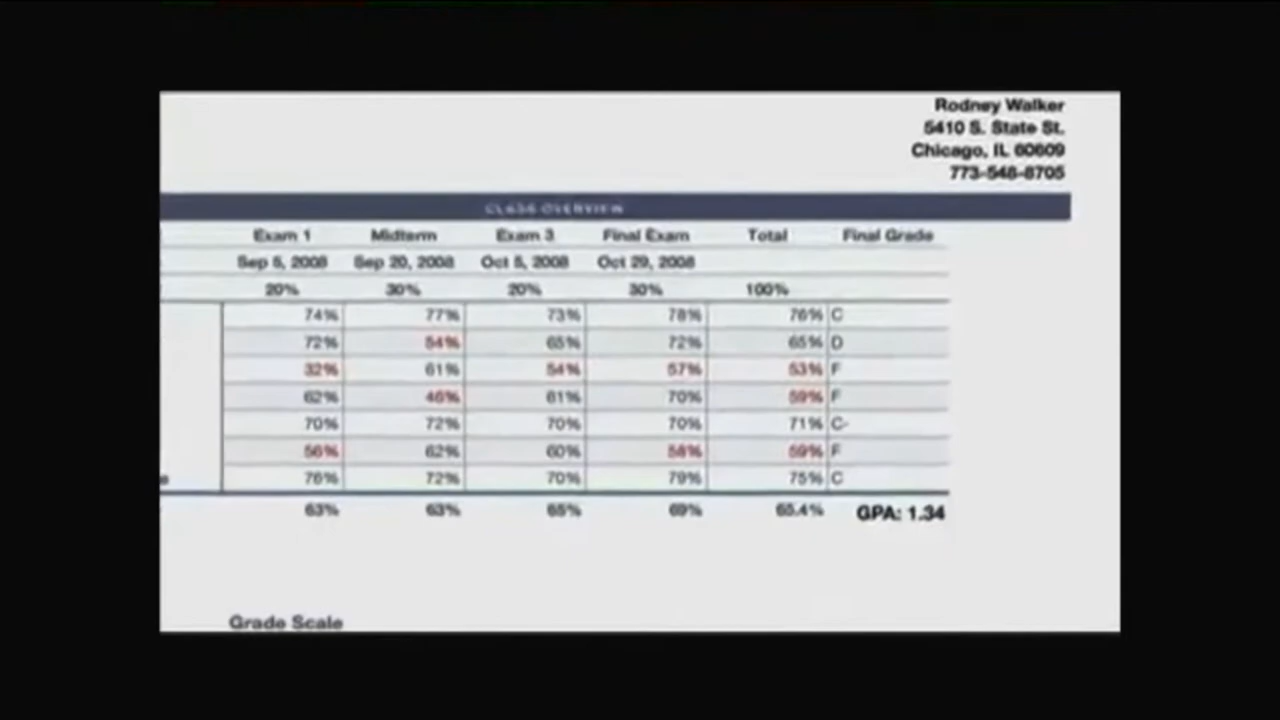 Rodney Walker
5410 S. State St.
Chicago, IL 60609
773-548-8705
CLASS OVERVIEW
Exam 1 Midterm Exam 3 Final Exam Total Final Grade
Sep 5, 2008 Sep 20, 2008 Oct 5, 2008 Oct 29, 2008
20% 30% 20% 30% 100%
74% 77% 73% 78% 76% C
72% 54% 65% 72% 65% D
32% 61% 54% 57% 53% F
62% 46% 61% 70% 59% F
70% 72% 70% 70% 71% C-
56% 62% 60% 58% 59% F
76% 72% 70% 79% 75% C
63% 63% 65% 69% 65.4% GPA: 1.34
Grade Scale